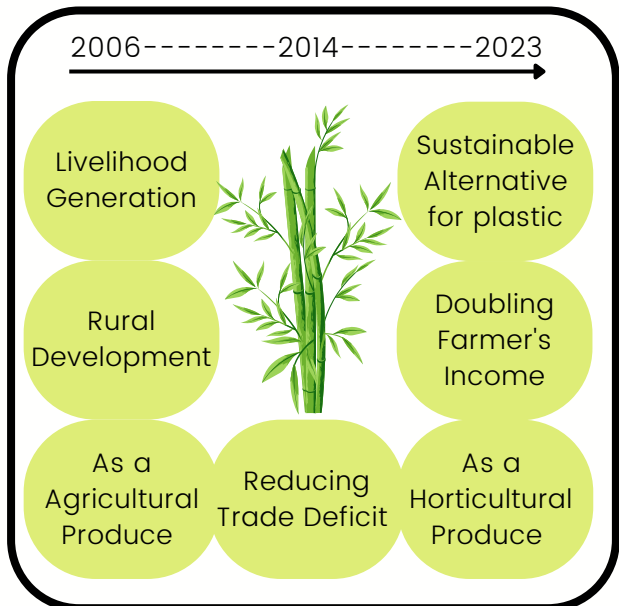 2006--------2014--------2023
Livelihood
Generation
Sustainable
Alternative
for plastic
Rural
Development
Doubling
Farmer's
Income
As a
Agricultural
Produce
Reducing
Trade Deficit
As a
Horticultural
Produce